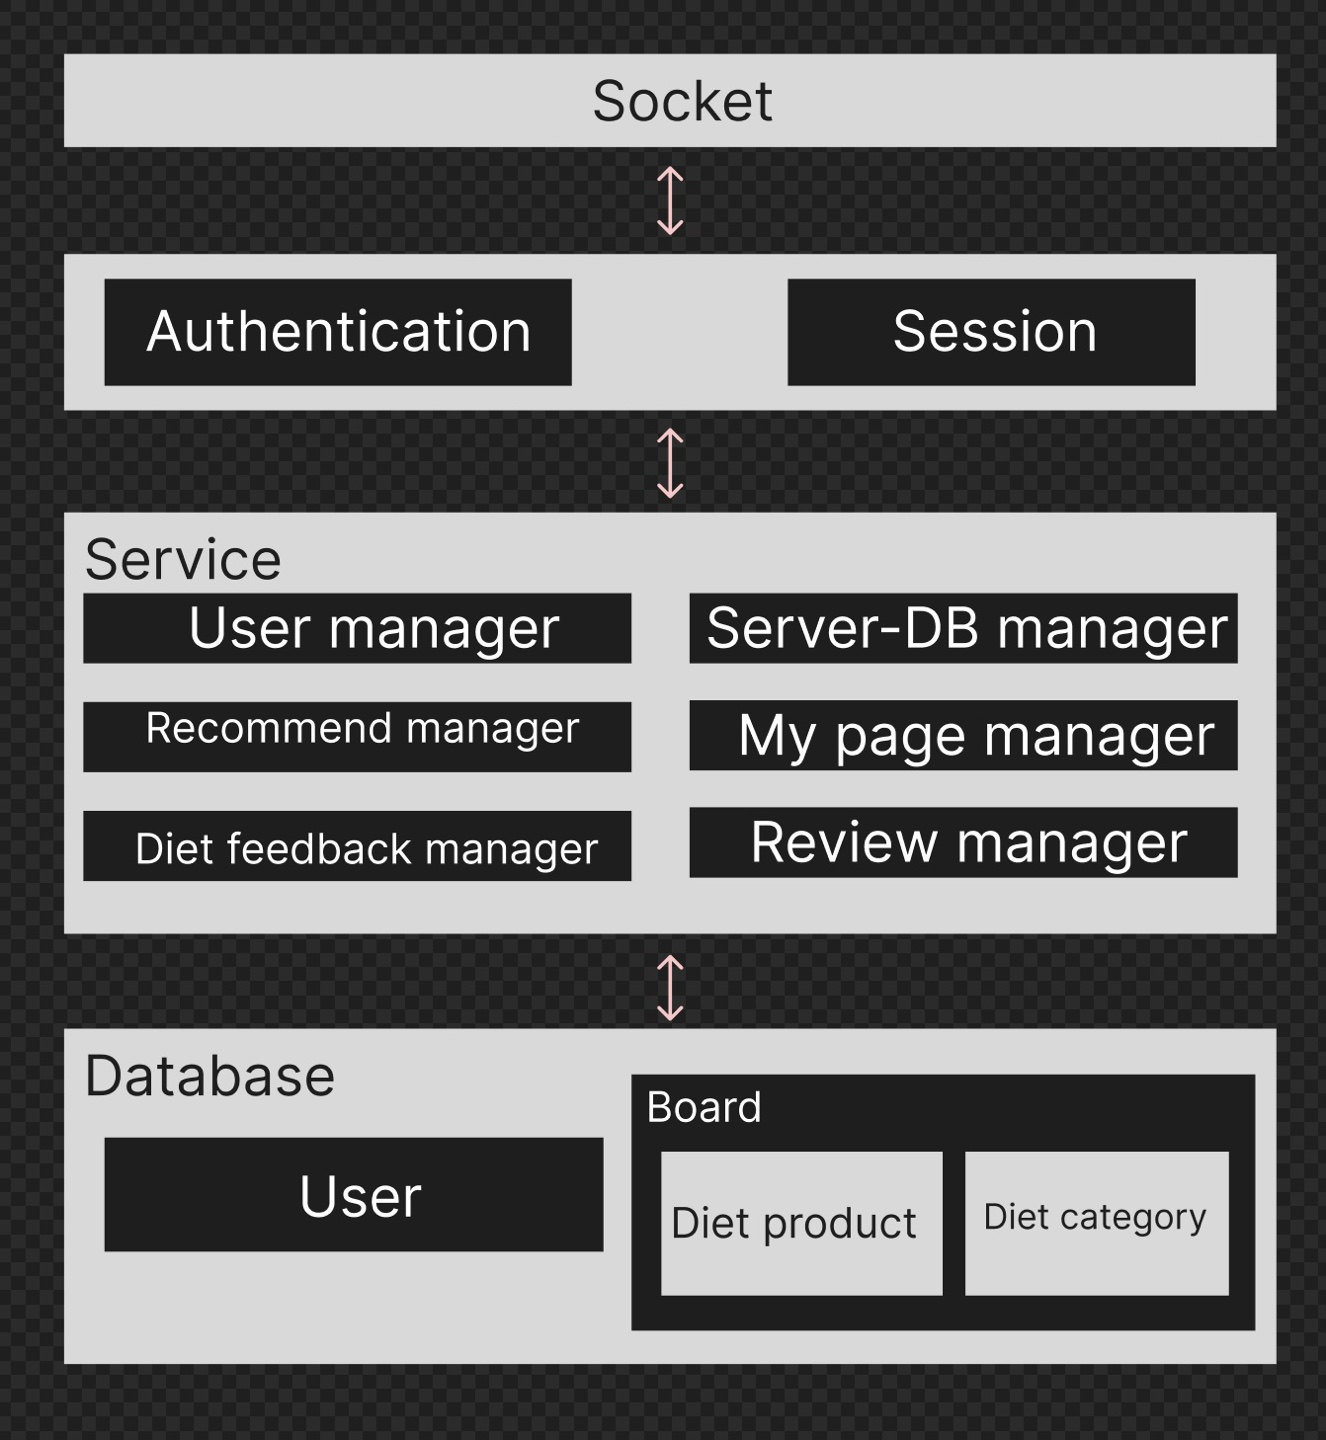 Socket
Authentication
Session
Service
User manager
Server-DB manager
Recommend manager
My page manager
Diet feedback manager
Review manager
Database
Board
User
Diet product
Diet category